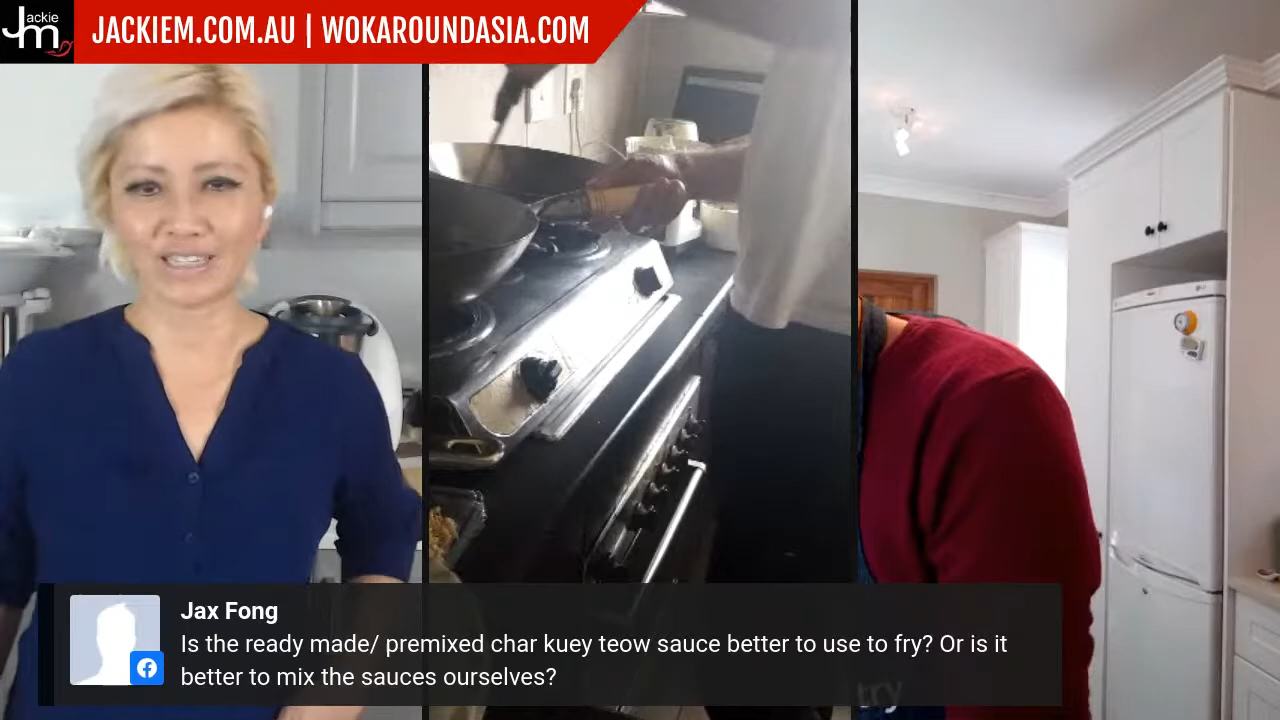 Jackie
m
JACKIEM.COM.AU | WOKAROUNDASIA.COM
Jax Fong
Is the ready made/ premixed char kuey teow sauce better to use to fry? Or is it
better to mix the sauces ourselves?
try